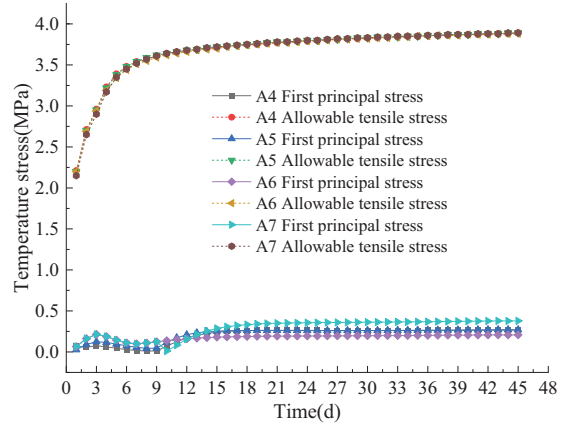 Temperature stress(MPa)
4.0
3.5
3.0
2.5
2.0
1.5
1.0
0.5
0.0
A4 First principal stress
A4 Allowable tensile stress
A5 First principal stress
A5 Allowable tensile stress
A6 First principal stress
A6 Allowable tensile stress
A7 First principal stress
A7 Allowable tensile stress
0 3 6 9 12 15 18 21 24 27 30 33 36 39 42 45 48
Time(d)